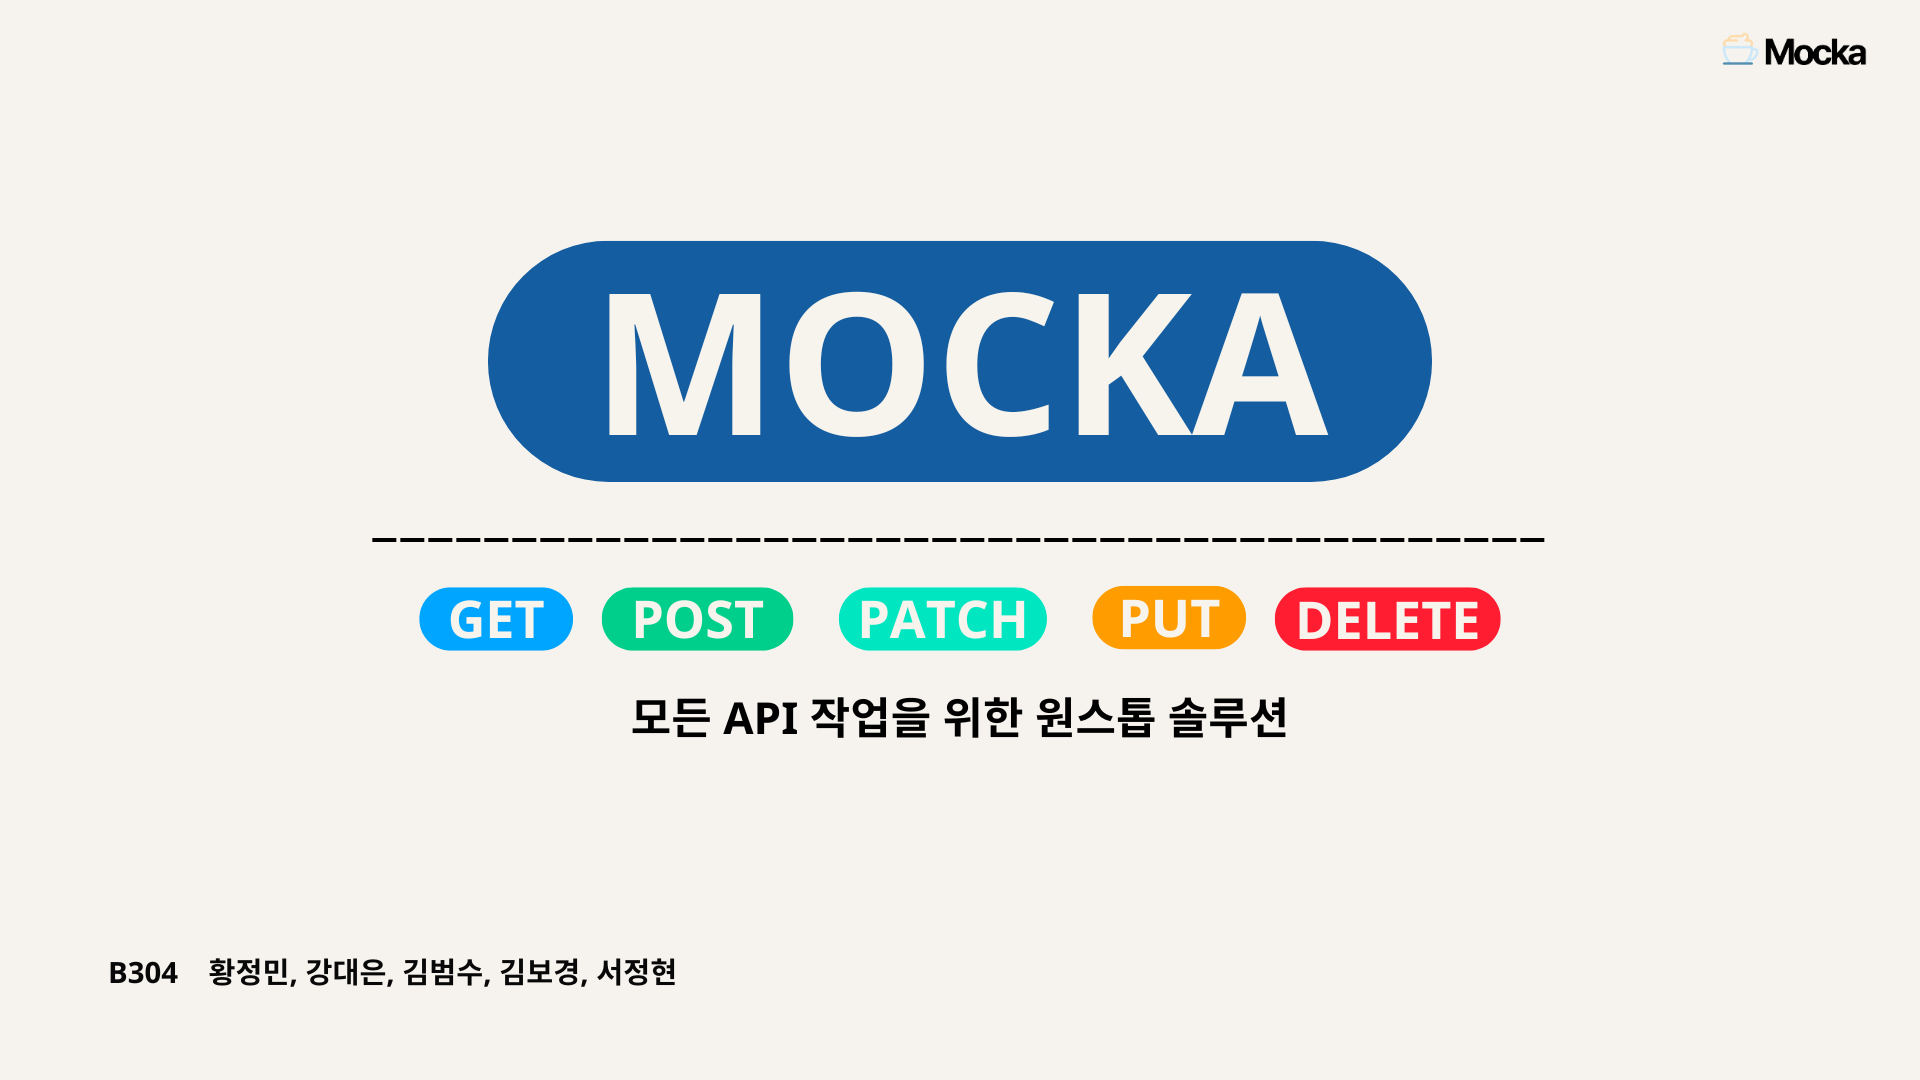 Mocka
MOCKA
GET POST PATCH PUT DELETE
모든 API 작업을 위한 원스톱 솔루션
B304 황정민, 강대은, 김범수, 김보경, 서정현